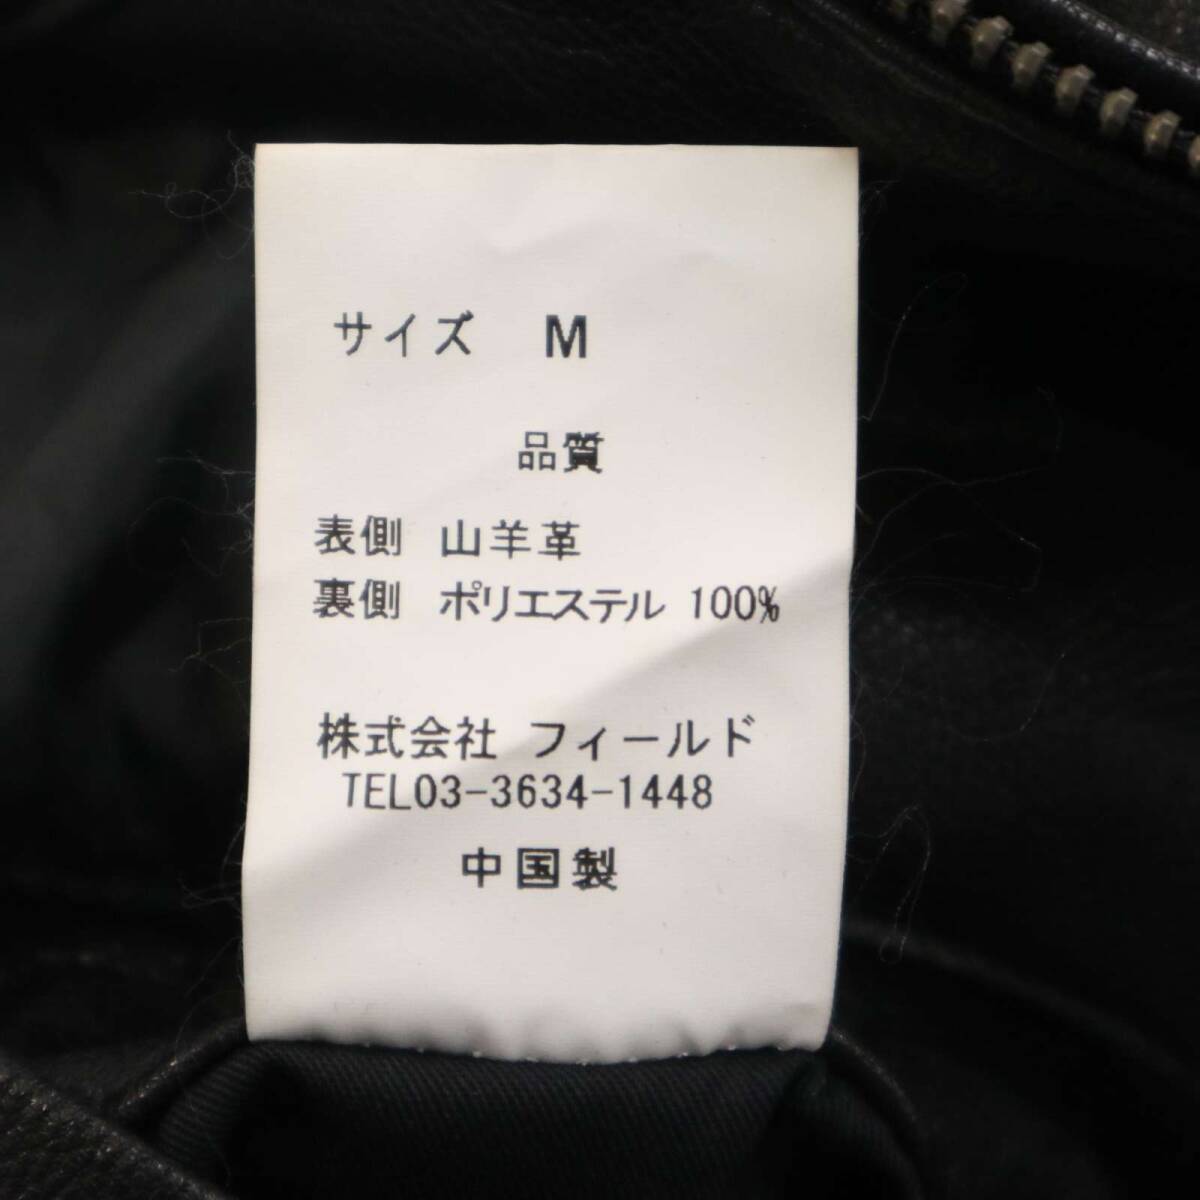 サイズ M
品質
表側 山羊革
裏側 ポリエステル 100%
株式会社 フィールド
TEL03-3634-1448
中国製